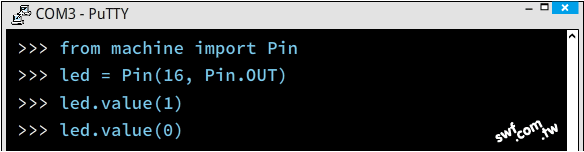 COM3 - PuTTY
>>> from machine import Pin
>>> led = Pin(16, Pin.OUT)
>>> led.value(1)
>>> led.value(0)
swf.com.tw